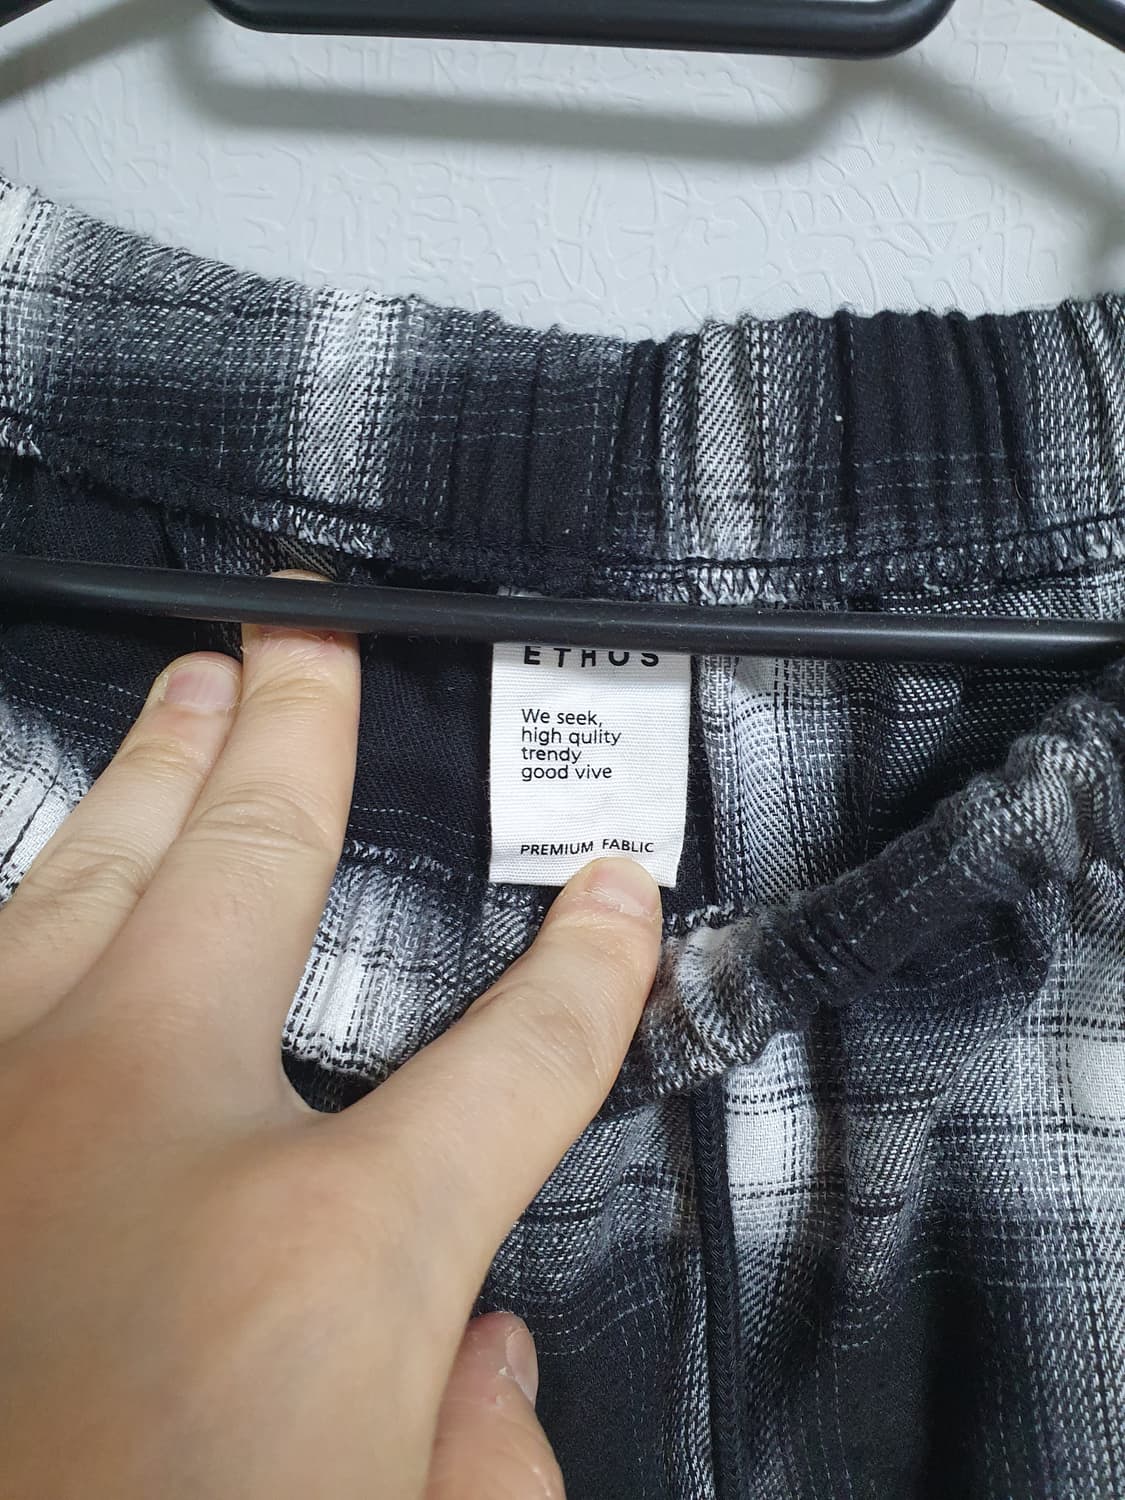 ETHOS
We seek,
high qulity
trendy
good vive
PREMIUM FABLIC